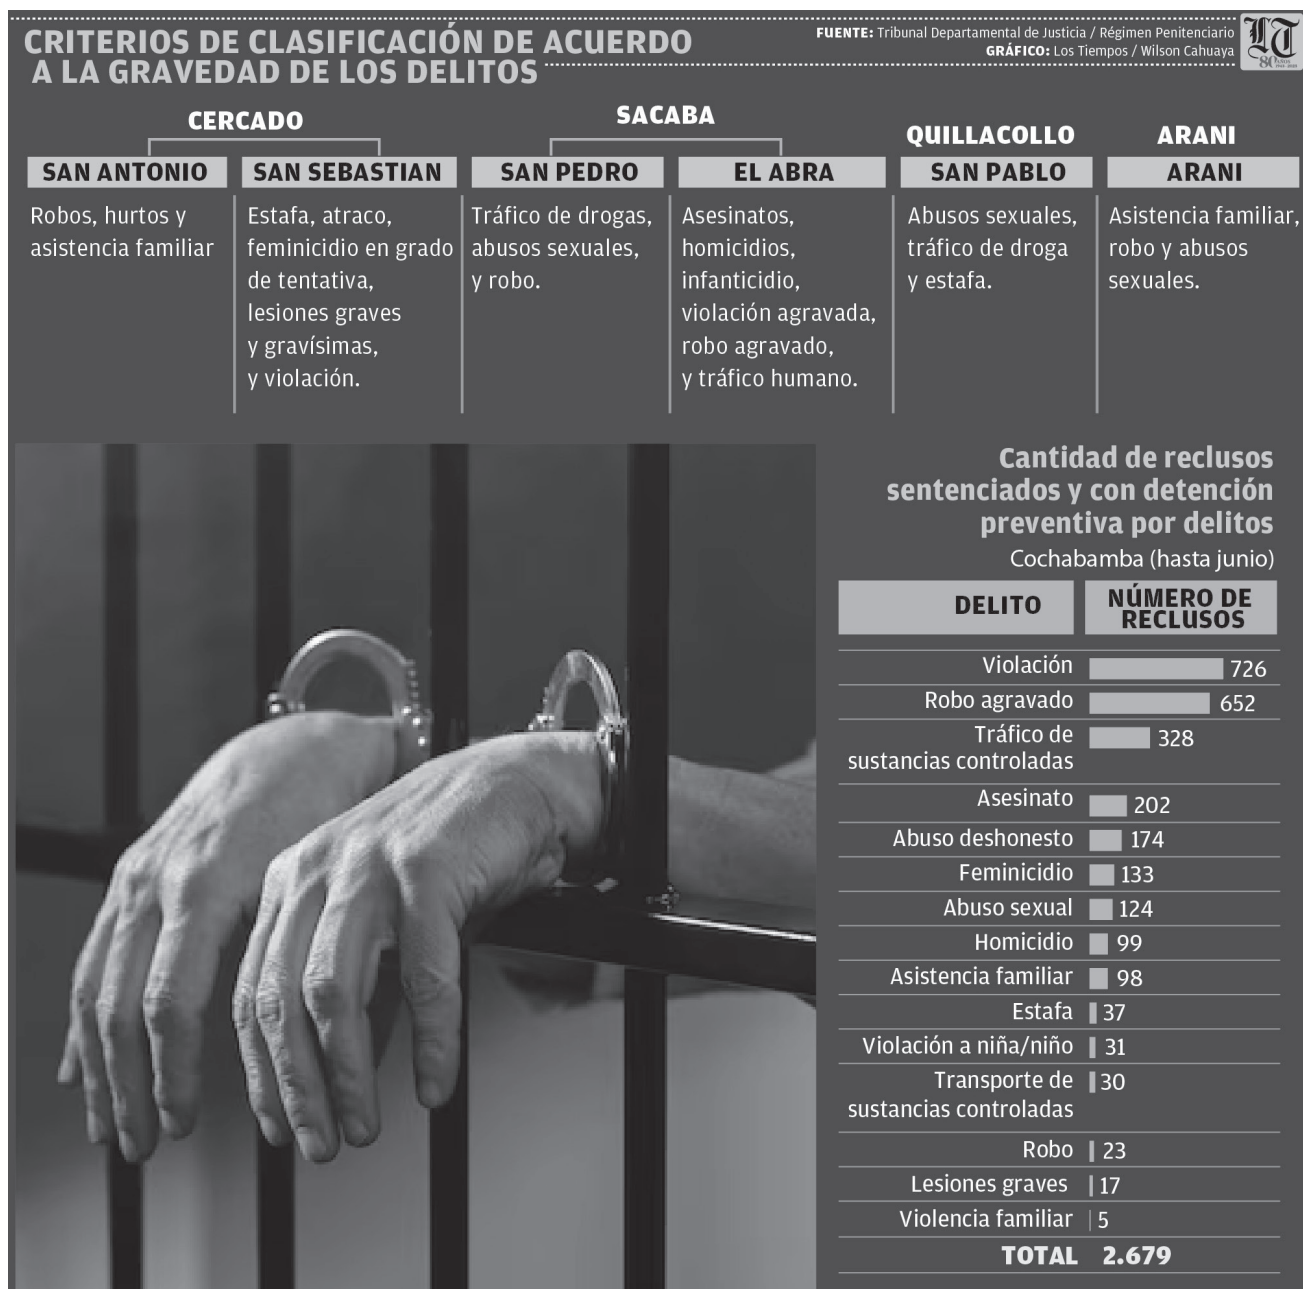 CRITERIOS DE CLASIFICACIÓN DE ACUERDO
A LA GRAVEDAD DE LOS DELITOS
FUENTE: Tribunal Departamental de Justicia / Régimen Penitenciario
GRÁFICO: Los Tiempos / Wilson Cahuaya
LT
80 AÑOS
CERCADO
SAN ANTONIO
Robos, hurtos y
asistencia familiar
SAN SEBASTIAN
Estafa, atraco,
feminicidio en grado
de tentativa,
lesiones graves
y gravísimas,
y violación.
SACABA
SAN PEDRO
Tráfico de drogas,
abusos sexuales,
y robo.
EL ABRA
Asesinatos,
homicidios,
infanticidio,
violación agravada,
robo agravado,
y tráfico humano.
QUILLACOLLO
SAN PABLO
Abusos sexuales,
tráfico de droga
y estafa.
ARANI
ARANI
Asistencia familiar,
robo y abusos
sexuales.
Cantidad de reclusos
sentenciados y con detención
preventiva por delitos
Cochabamba (hasta junio)
DELITO NÚMERO DE
RECLUSOS
Violación 726
Robo agravado 652
Tráfico de
sustancias controladas 328
Asesinato 202
Abuso deshonesto 174
Feminicidio 133
Abuso sexual 124
Homicidio 99
Asistencia familiar 98
Estafa 37
Violación a niña/niño 31
Transporte de
sustancias controladas 30
Robo 23
Lesiones graves 17
Violencia familiar 5
TOTAL 2.679